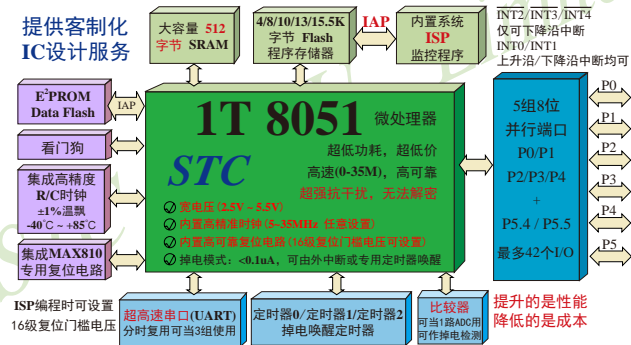 提供客制化
IC设计服务
大容量 512
字节 SRAM
4/8/10/13/15.5K
字节 Flash
程序存储器
IAP
内置系统
ISP
监控程序
INT2/INT3/INT4
仅可下降沿中断
INT0/INT1
上升沿/下降沿中断均可
E²PROM
Data Flash
IAP
看门狗
集成高精度
R/C时钟
±1%温飘
-40℃~+85℃
集成MAX810
专用复位电路
1T 8051 微处理器
STC
超低功耗，超低价
高速(0-35M)，高可靠
超强抗干扰，无法解密
宽电压(2.5V ~ 5.5V)
内置高精准时钟(5~35MHz 任意设置)
内置高可靠复位电路(16级复位门槛电压可设置)
掉电模式：<0.1uA，可由外中断或专用定时器唤醒
5组8位
并行端口
P0/P1
P2/P3/P4
+
P5.4 / P5.5
最多42个I/O
P0
P1
P2
P3
P4
P5
ISP编程时可设置
16级复位门槛电压
超高速串口(UART)
分时复用可当3组使用
定时器0/定时器1/定时器2
掉电唤醒定时器
比较器
可当1路ADC用
可作掉电检测
提升的是性能
降低的是成本